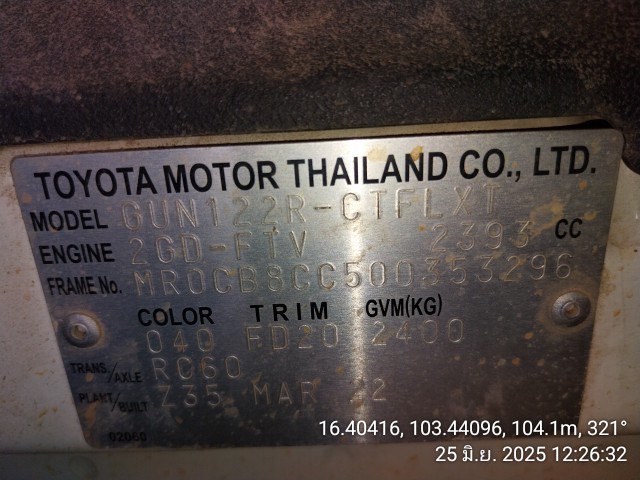 TOYOTA MOTOR THAILAND CO., LTD.
MODEL GUN122R-CTFLXT
ENGINE 2GD-FTV 2393 CC
FRAME No. MR0CB8CC500353296
COLOR TRIM GVM(KG)
040 FD20 2400
TRANS/AXLE RC60
PLANT/BUILT Z35 MAR 22
02060
16.40416, 103.44096, 104.1m, 321°
25 มิ.ย. 2025 12:26:32